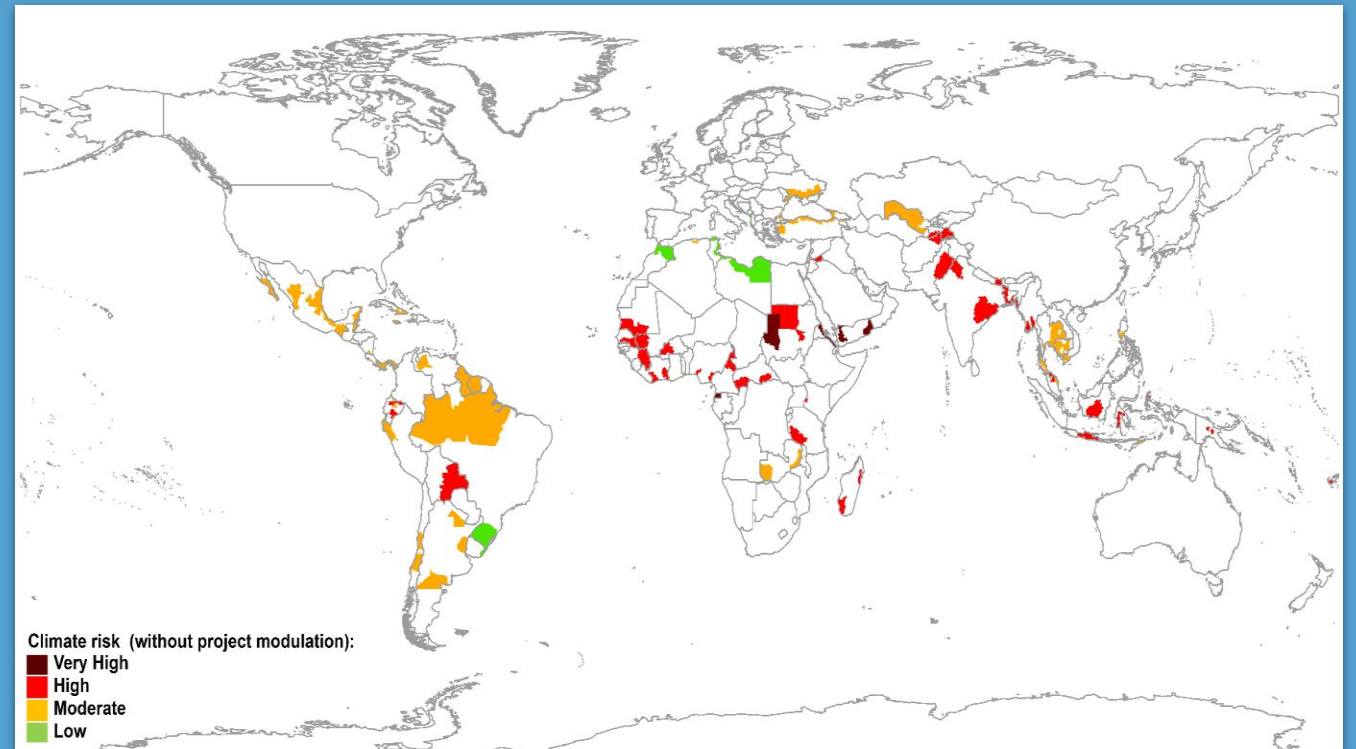 Climate risk (without project modulation):
Very High
High
Moderate
Low